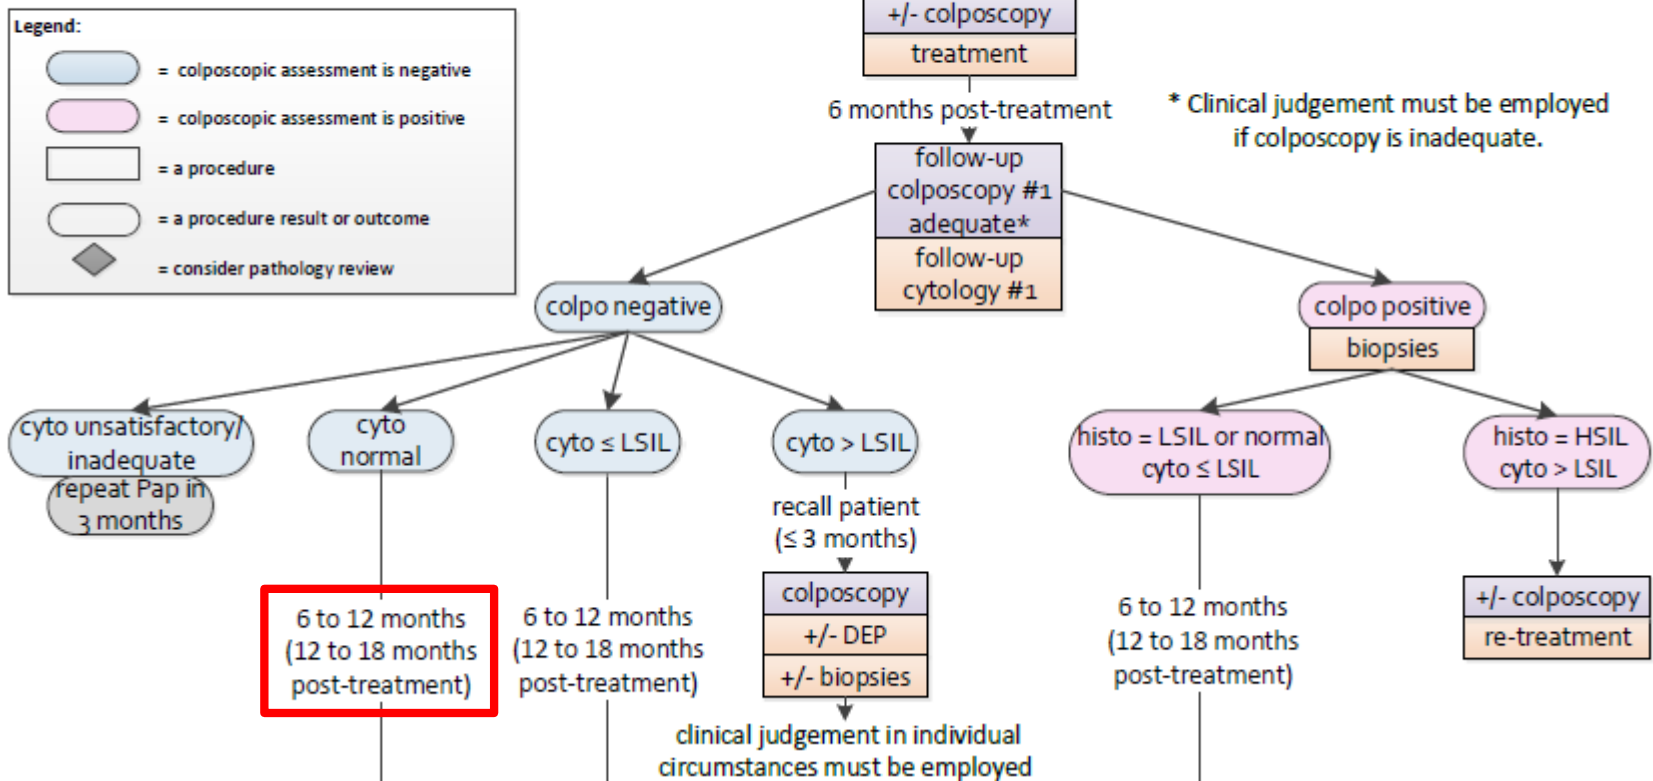 Legend:
= colposcopic assessment is negative
= colposcopic assessment is positive
= a procedure
= a procedure result or outcome
= consider pathology review
+/- colposcopy
treatment
6 months post-treatment
* Clinical judgement must be employed
if colposcopy is inadequate.
follow-up
colposcopy #1
adequate*
follow-up
cytology #1
colpo negative
colpo positive
biopsies
cyto unsatisfactory/
inadequate
repeat Pap in
3 months
cyto
normal
cyto ≤ LSIL
cyto > LSIL
histo = LSIL or normal
cyto ≤ LSIL
histo = HSIL
cyto > LSIL
recall patient
(≤ 3 months)
6 to 12 months
(12 to 18 months
post-treatment)
6 to 12 months
(12 to 18 months
post-treatment)
colposcopy
+/- DEP
+/- biopsies
clinical judgement in individual
circumstances must be employed
6 to 12 months
(12 to 18 months
post-treatment)
+/- colposcopy
re-treatment